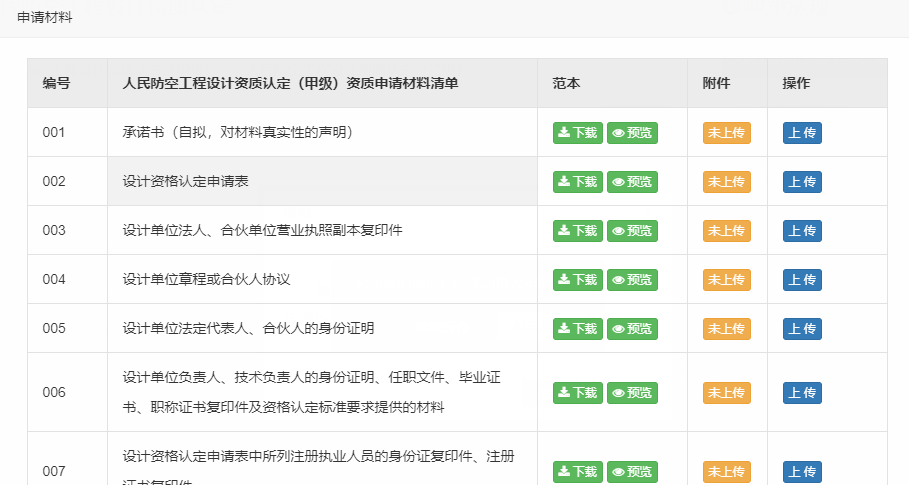 申请材料
编号 人民防空工程设计资质认定（甲级）资质申请材料清单 范本 附件 操作
001 承诺书（自拟，对材料真实性的声明） 下载 预览 未上传 上 传
002 设计资格认定申请表 下载 预览 未上传 上 传
003 设计单位法人、合伙单位营业执照副本复印件 下载 预览 未上传 上 传
004 设计单位章程或合伙人协议 下载 预览 未上传 上 传
005 设计单位法定代表人、合伙人的身份证明 下载 预览 未上传 上 传
006 设计单位负责人、技术负责人的身份证明、任职文件、毕业证
书、职称证书复印件及资格认定标准要求提供的材料 下载 预览 未上传 上 传
007 设计资格认定申请表中所列注册执业人员的身份证复印件、注册
下载 预览 未上传 上 传